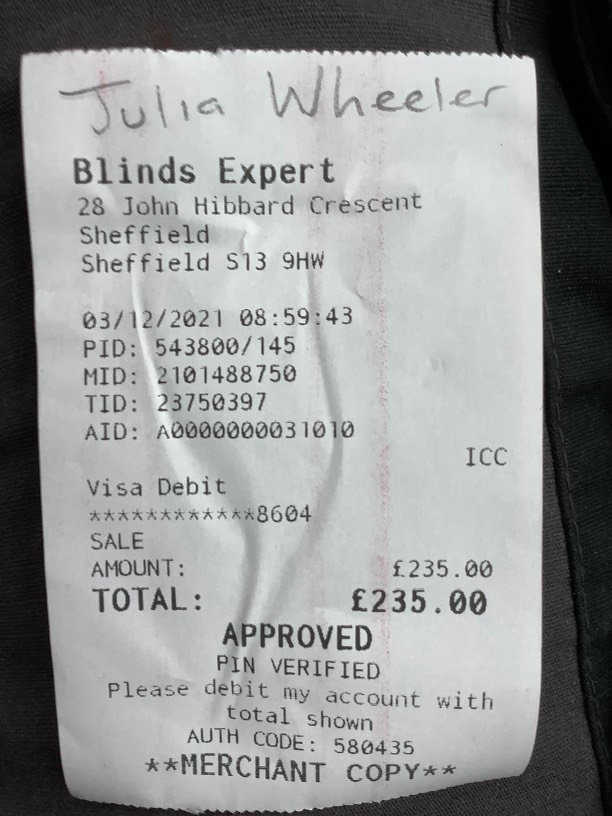 Julia Wheeler
Blinds Expert
28 John Hibbard Crescent
Sheffield
Sheffield S13 9HW
03/12/2021 08:59:43
PID: 543800/145
MID: 2101488750
TID: 23750397
AID: A0000000031010
ICC
Visa Debit
************8604
SALE
AMOUNT: £235.00
TOTAL: £235.00
APPROVED
PIN VERIFIED
Please debit my account with
total shown
AUTH CODE: 580435
**MERCHANT COPY**